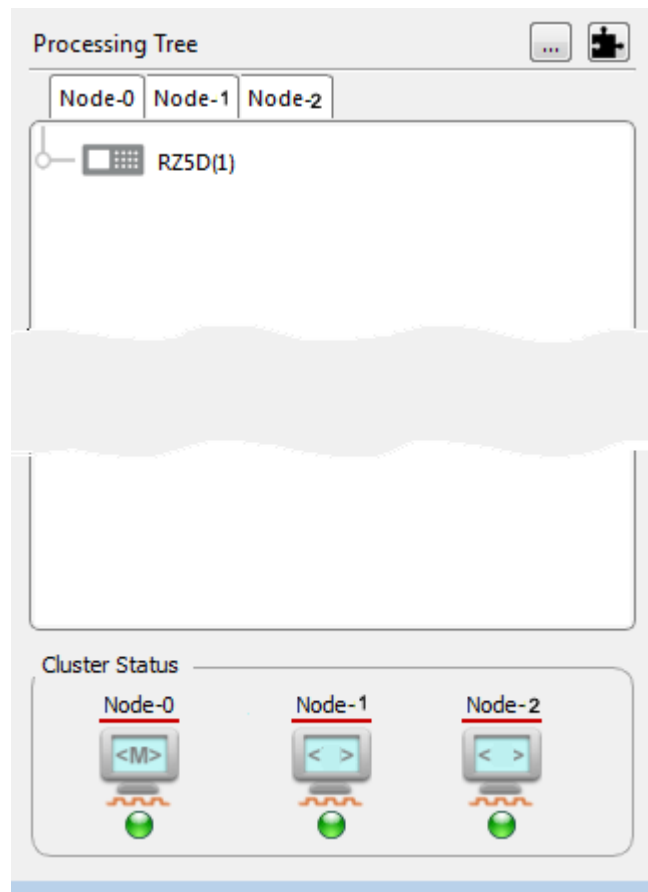 Processing Tree ...
Node-0 Node-1 Node-2
RZ5D(1)
Cluster Status
Node-0 Node-1 Node-2
<M> < > < >